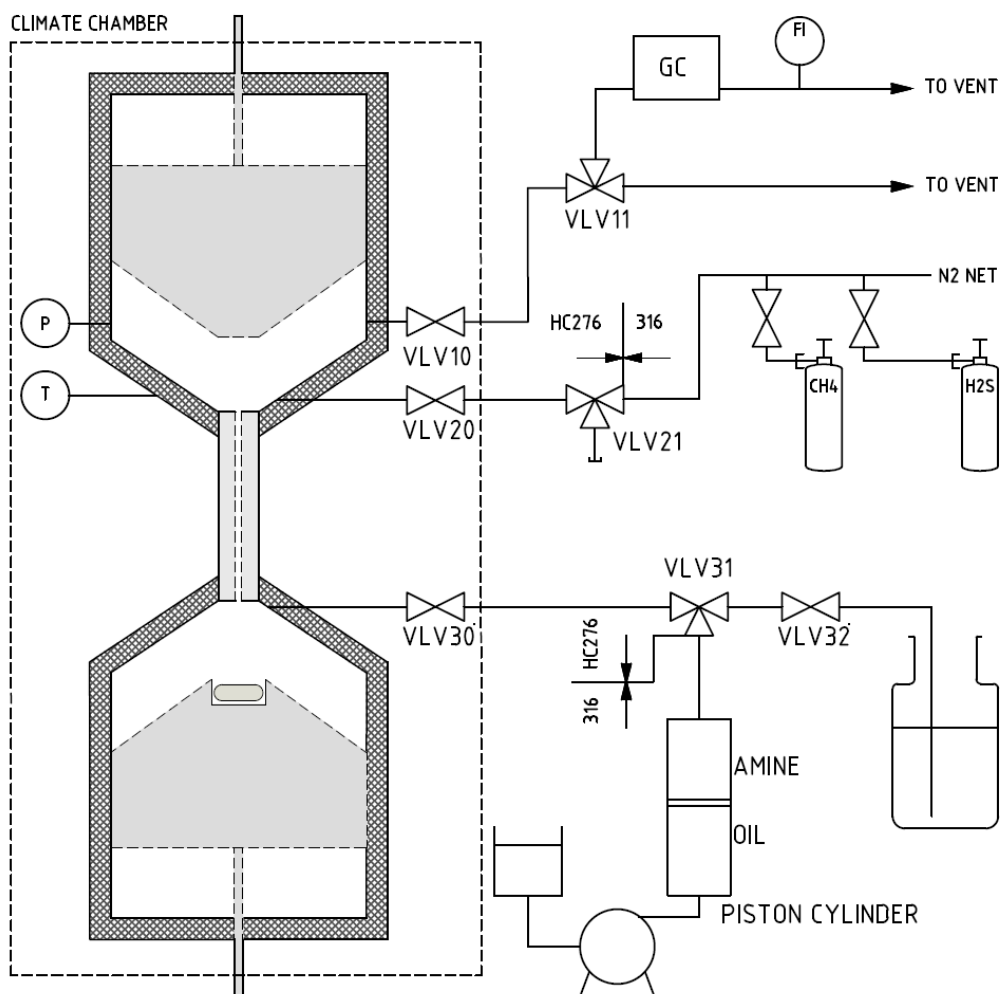 CLIMATE CHAMBER
FI
GC
TO VENT
TO VENT
VLV11
N2 NET
P
HC276
316
VLV10
T
CH4
H2S
VLV20
VLV21
VLV31
VLV30
VLV32
HC276
316
AMINE
OIL
PISTON CYLINDER